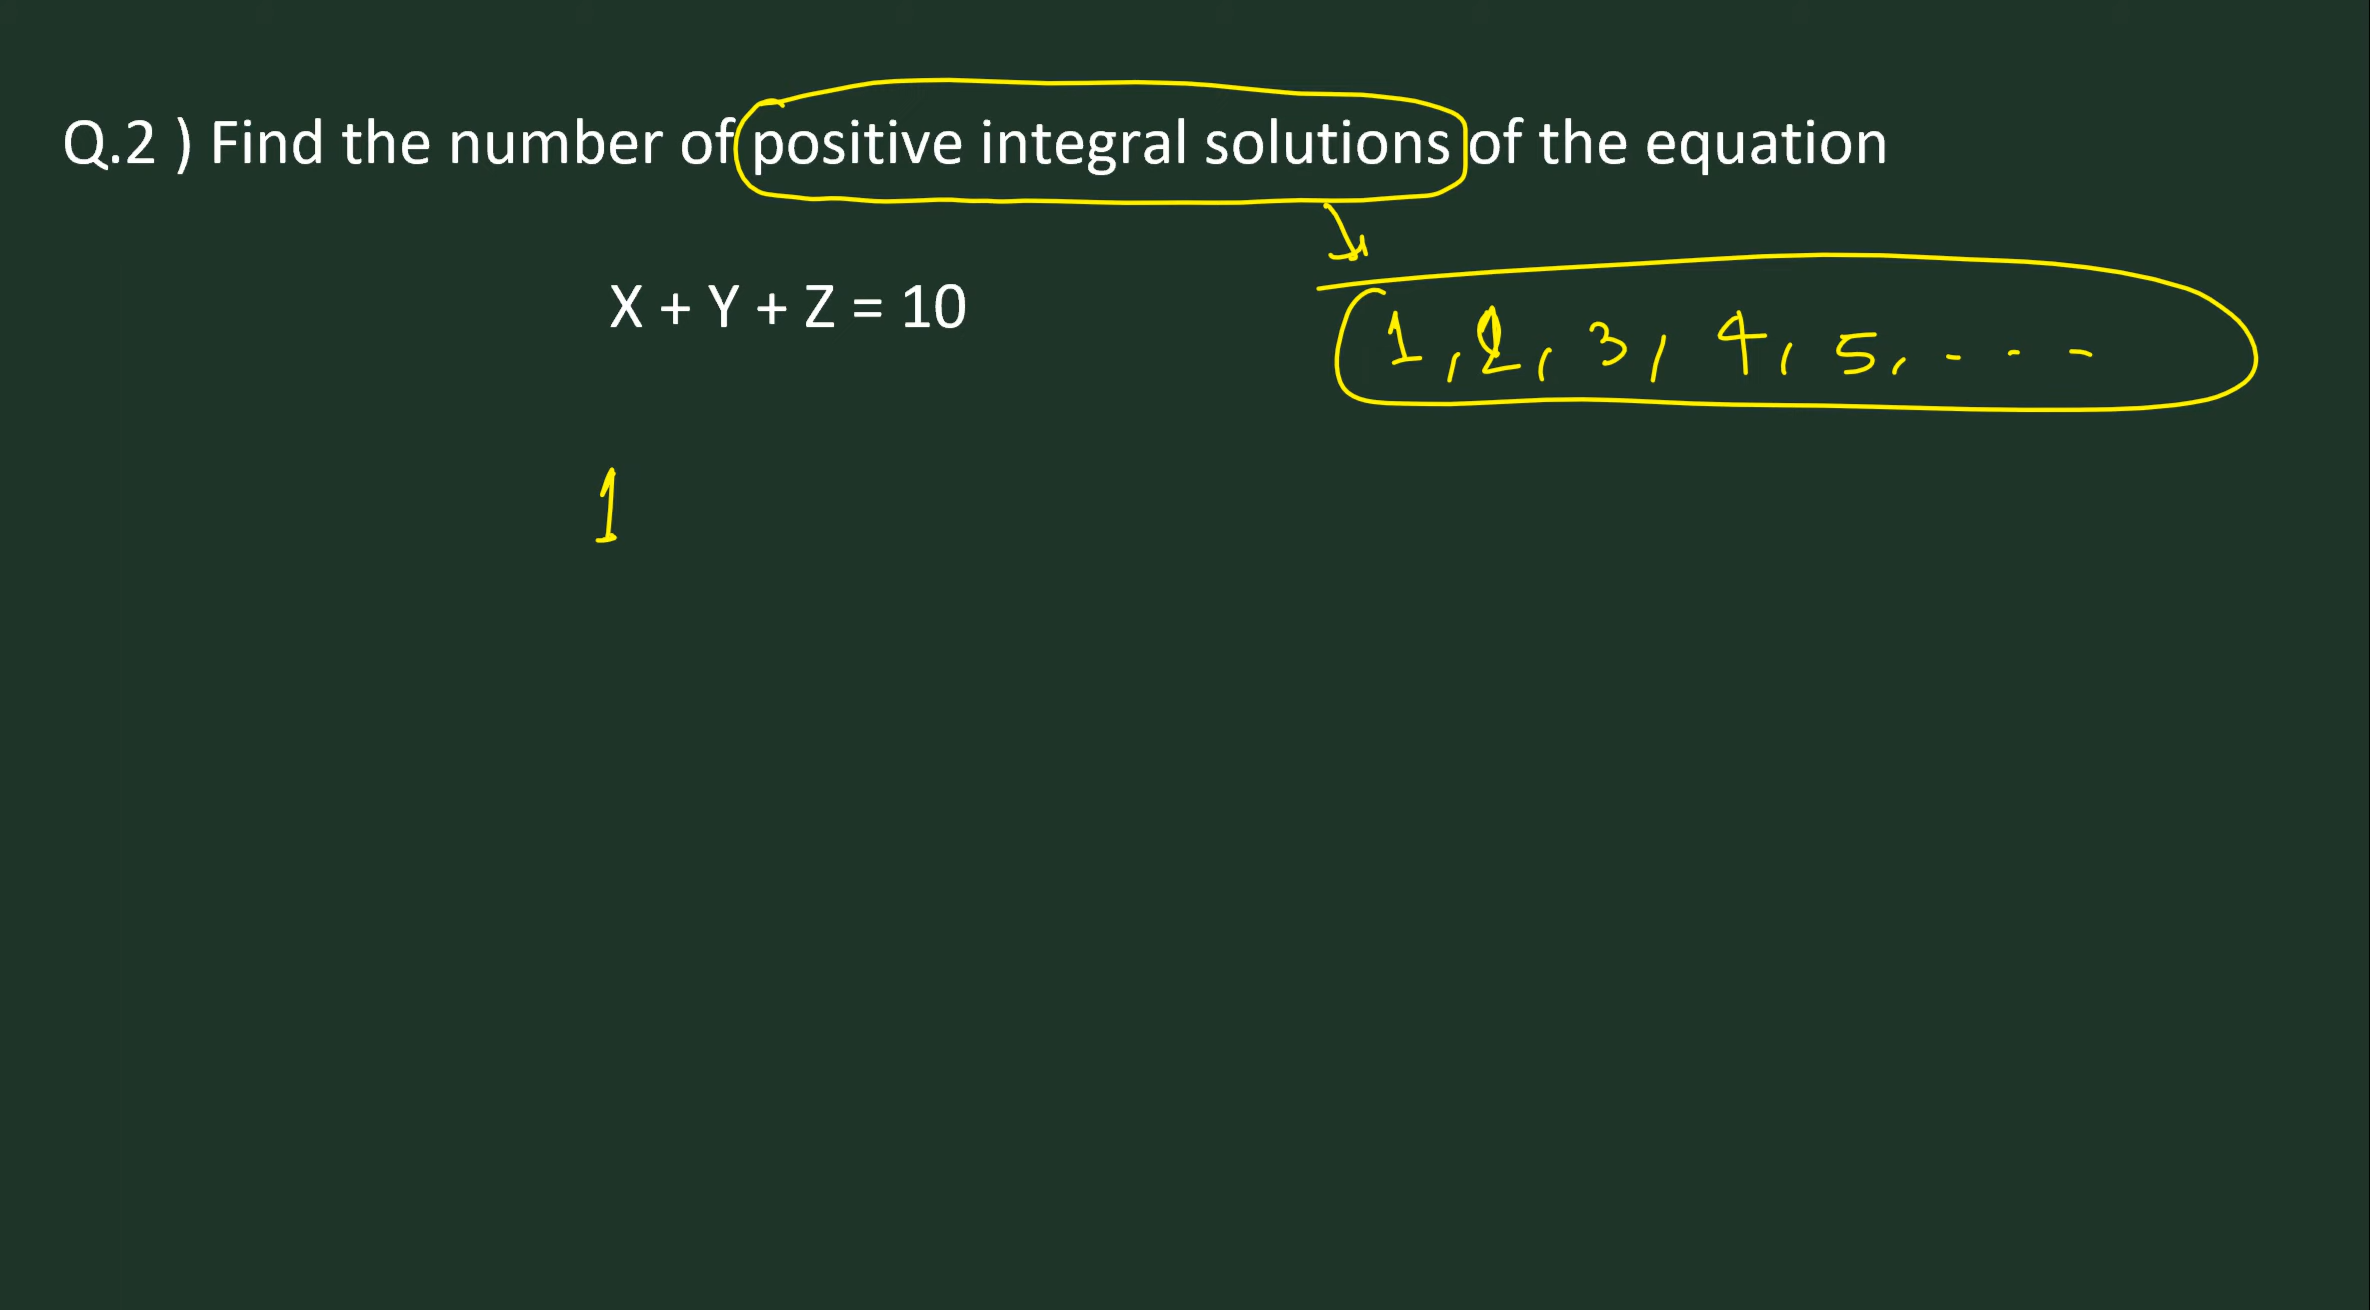 Q.2 ) Find the number of positive integral solutions of the equation
X + Y + Z = 10
1, 2, 3, 4, 5, - - -
1